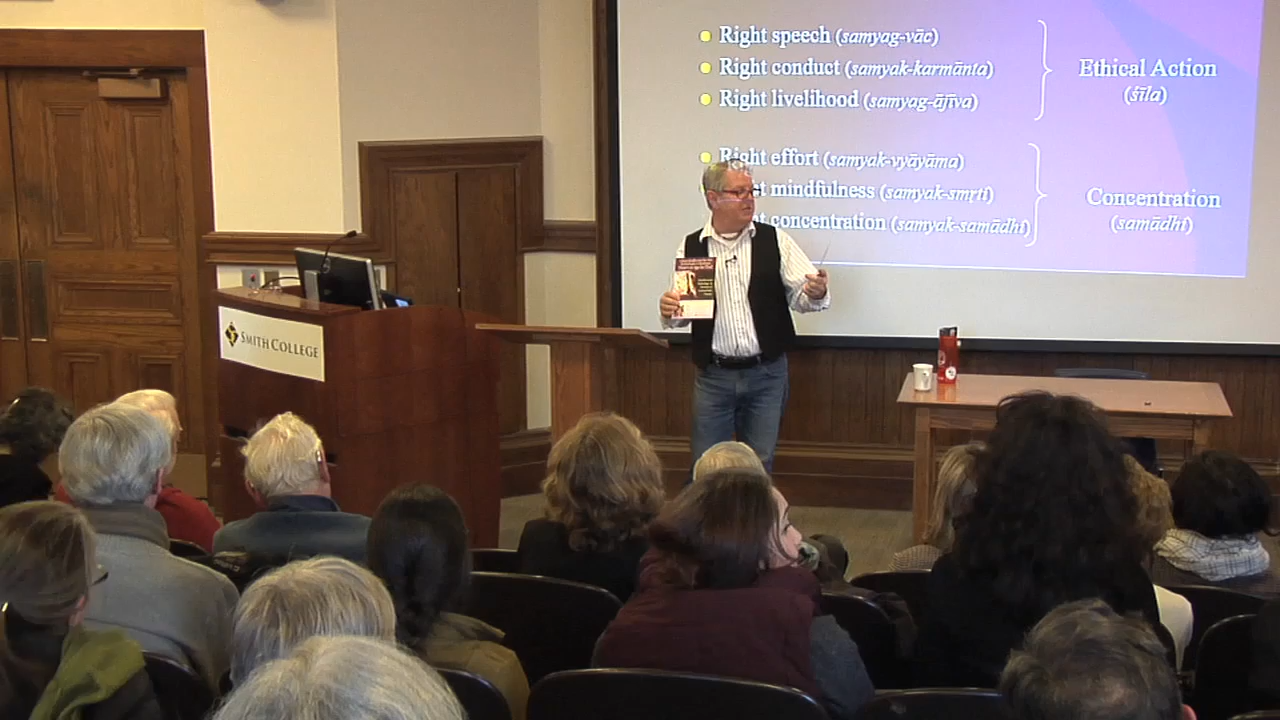 Right speech (samyag-vāc)
Right conduct (samyak-karmānta)
Right livelihood (samyag-ājīva)
Ethical Action
(śīla)
Right effort (samyak-vyāyāma)
mindfulness (samyak-smṛti)
concentration (samyak-samādhi)
Concentration
(samādhi)
SMITH COLLEGE